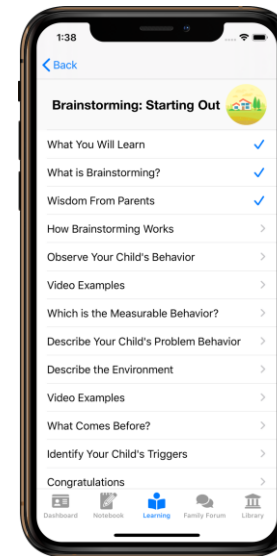 1:38
Back
Brainstorming: Starting Out
What You Will Learn
What is Brainstorming?
Wisdom From Parents
How Brainstorming Works
Observe Your Child's Behavior
Video Examples
Which is the Measurable Behavior?
Describe Your Child's Problem Behavior
Describe the Environment
Video Examples
What Comes Before?
Identify Your Child's Triggers
Congratulations
Dashboard Notebook Learning Family Forum Library